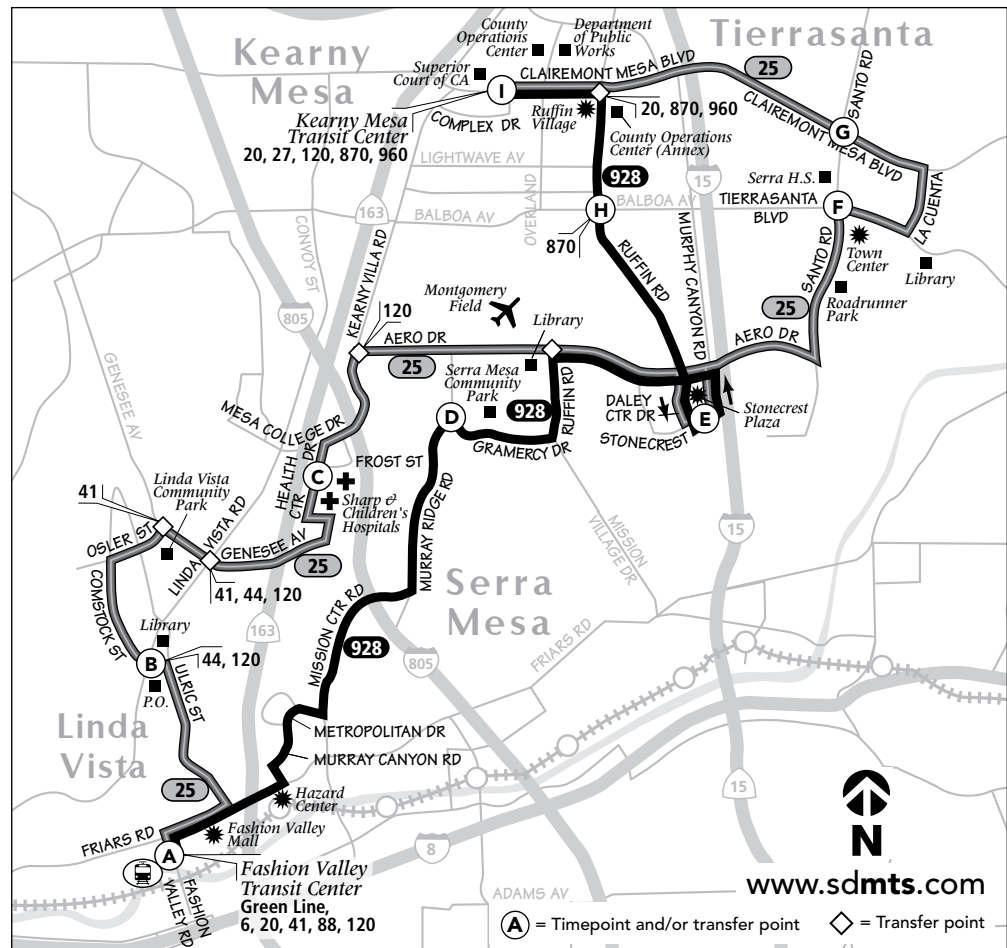 Kearny
Mesa
Tierrasanta
County
Operations
Center
Department
of Public
Works
Superior
Court of CA
CLAIREMONT MESA BLVD
25
SANTO RD
I
Kearny Mesa
Transit Center
20, 27, 120, 870, 960
COMPLEX DR
Ruffin
Village
20, 870, 960
County Operations
Center (Annex)
G
CLAIREMONT MESA BLVD
LIGHTWAVE AV
928
15
Serra H.S.
163
BALBOA AV
OVERLAND
H
BALBOA AV
TIERRASANTA
BLVD
F
LA CUENTA
870
CONVOY ST
KEARNY VILLA RD
RUFFIN RD
MURPHY CANYON RD
SANTO RD
Town
Center
Library
Montgomery
Field
25
Roadrunner
Park
805
120
AERO DR
Library
AERO DR
25
Serra Mesa
Community
Park
GENESEE AV
MESA COLLEGE DR
D
928
RUFFIN RD
DALEY
CTR DR
E
Stonecrest
Plaza
STONECREST
GRAMERCY DR
HEALTH
CTR
DR
FROST ST
C
Linda Vista
Community
Park
41
Sharp &
Children's
Hospitals
MURRAY RIDGE RD
LINDA VISTA RD
OSLER ST
GENESEE AV
25
MISSION
VILLAGE DR
15
41, 44, 120
COMSTOCK ST
Serra
Mesa
MISSION CTR RD
Library
163
FRIARS RD
B
44, 120
928
805
P.O.
ULRIC ST
Linda
Vista
METROPOLITAN DR
MURRAY CANYON RD
25
Hazard
Center
15
FRIARS RD
Fashion Valley
Mall
N
A
8
Fashion Valley
Transit Center
Green Line,
6, 20, 41, 88, 120
FASHION
VALLEY RD
ADAMS AV
www.sdmts.com
A = Timepoint and/or transfer point
= Transfer point